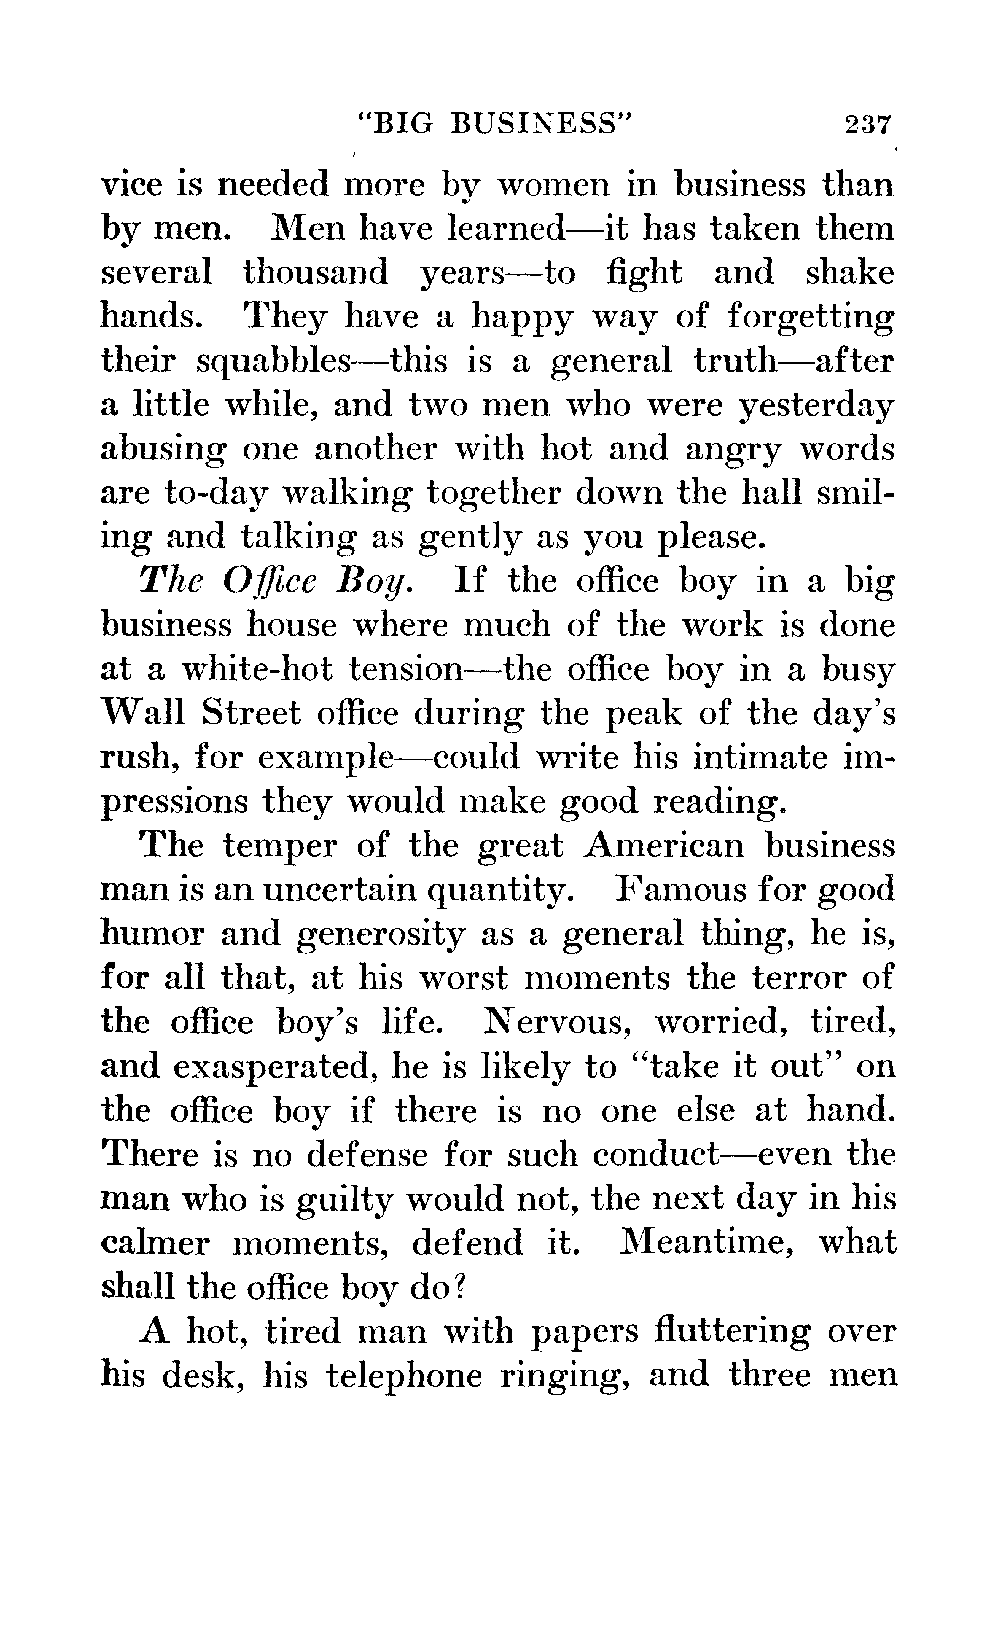 "BIG BUSINESS" 237
vice is needed more by women in business than
by men. Men have learned—it has taken them
several thousand years—to fight and shake
hands. They have a happy way of forgetting
their squabbles—this is a general truth—after
a little while, and two men who were yesterday
abusing one another with hot and angry words
are to-day walking together down the hall smil-
ing and talking as gently as you please.
The Office Boy. If the office boy in a big
business house where much of the work is done
at a white-hot tension—the office boy in a busy
Wall Street office during the peak of the day's
rush, for example—could write his intimate im-
pressions they would make good reading.
The temper of the great American business
man is an uncertain quantity. Famous for good
humor and generosity as a general thing, he is,
for all that, at his worst moments the terror of
the office boy's life. Nervous, worried, tired,
and exasperated, he is likely to "take it out" on
the office boy if there is no one else at hand.
There is no defense for such conduct—even the
man who is guilty would not, the next day in his
calmer moments, defend it. Meantime, what
shall the office boy do?
A hot, tired man with papers fluttering over
his desk, his telephone ringing, and three men